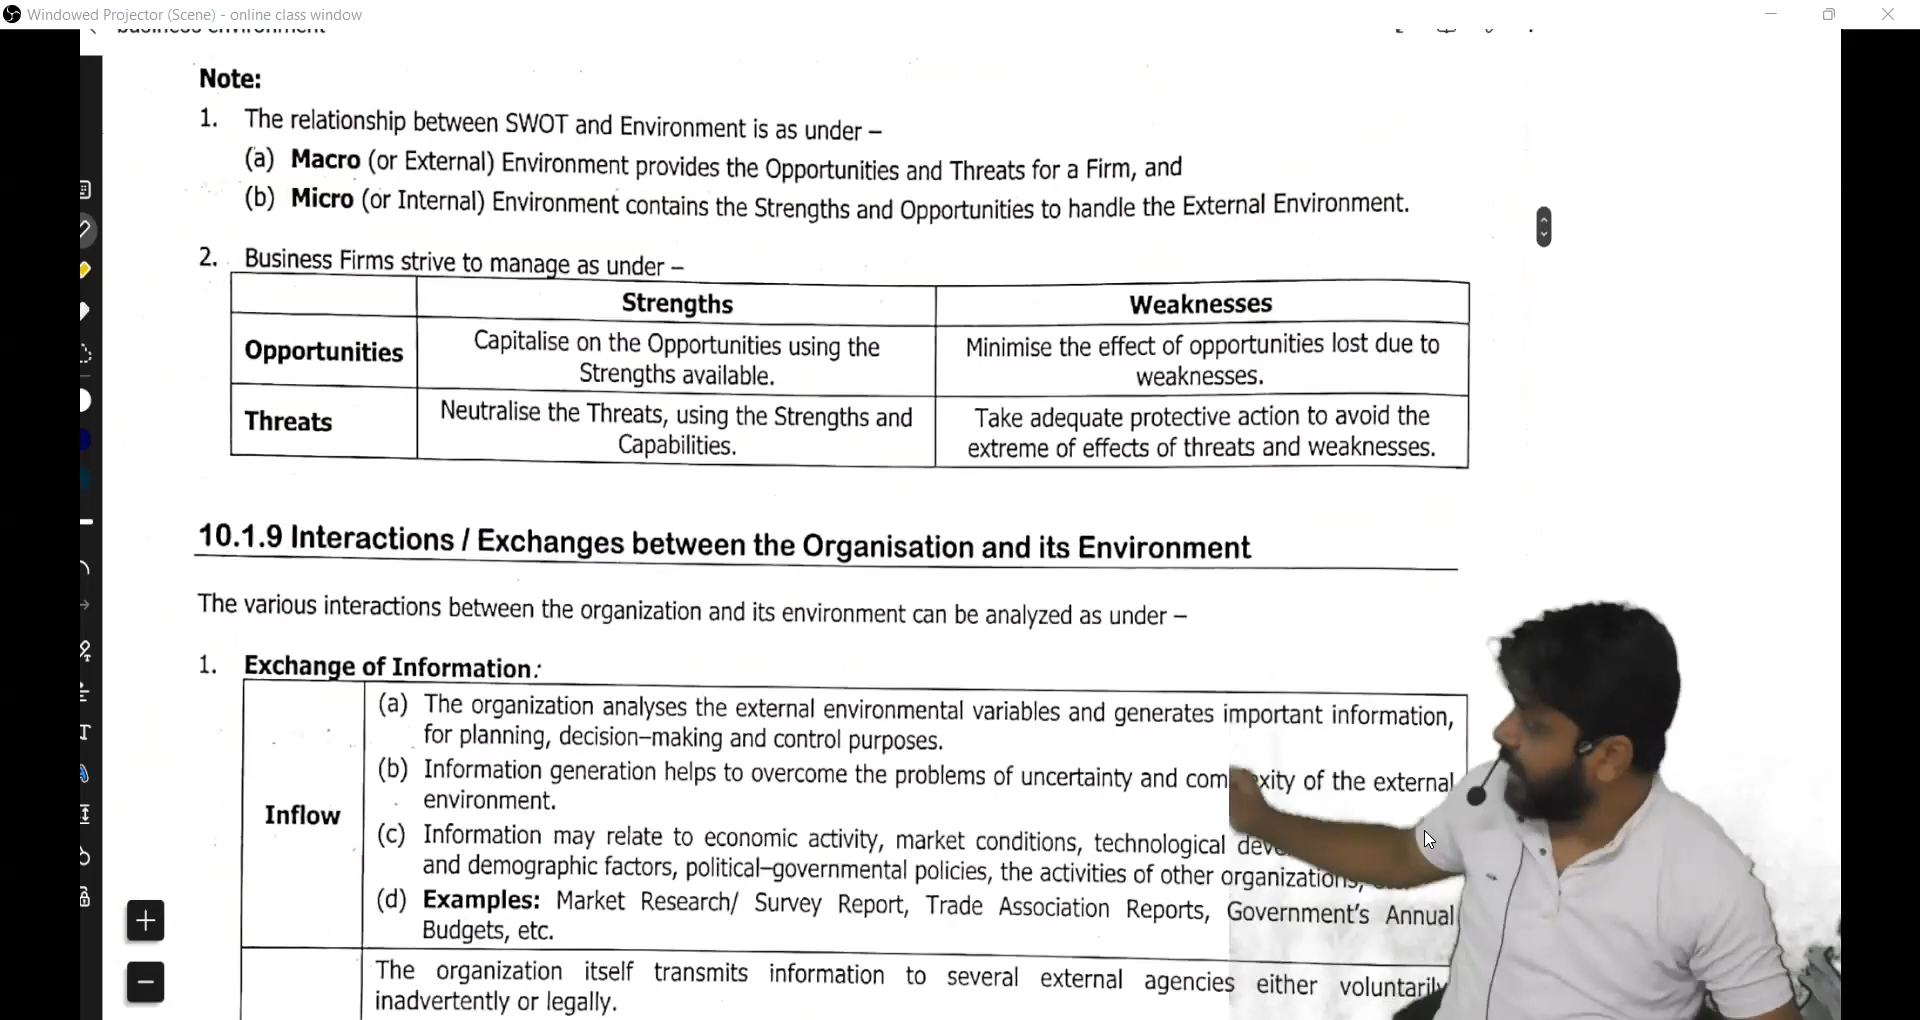 Windowed Projector (Scene) - online class window
business environment
Note:
1. The relationship between SWOT and Environment is as under –
(a) Macro (or External) Environment provides the Opportunities and Threats for a Firm, and
(b) Micro (or Internal) Environment contains the Strengths and Opportunities to handle the External Environment.
2. Business Firms strive to manage as under –
Strengths Weaknesses
Opportunities
Capitalise on the Opportunities using the
Strengths available.
Minimise the effect of opportunities lost due to
weaknesses.
Threats
Neutralise the Threats, using the Strengths and
Capabilities.
Take adequate protective action to avoid the
extreme of effects of threats and weaknesses.
10.1.9 Interactions / Exchanges between the Organisation and its Environment
The various interactions between the organization and its environment can be analyzed as under –
1. Exchange of Information:
Inflow
(a) The organization analyses the external environmental variables and generates important information,
for planning, decision–making and control purposes.
(b) Information generation helps to overcome the problems of uncertainty and com xity of the external
environment.
(c) Information may relate to economic activity, market conditions, technological
and demographic factors, political–governmental policies, the activities of other organizations,
(d) Examples: Market Research/ Survey Report, Trade Association Reports, Government's Annual
Budgets, etc.
The organization itself transmits information to several external agencies either voluntarily
inadvertently or legally.